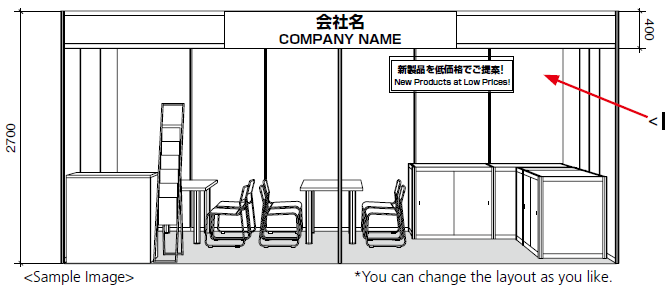 会社名
COMPANY NAME
400
新製品を低価格でご提案!
New Products at Low Prices!
2700
<
<Sample Image>
*You can change the layout as you like.